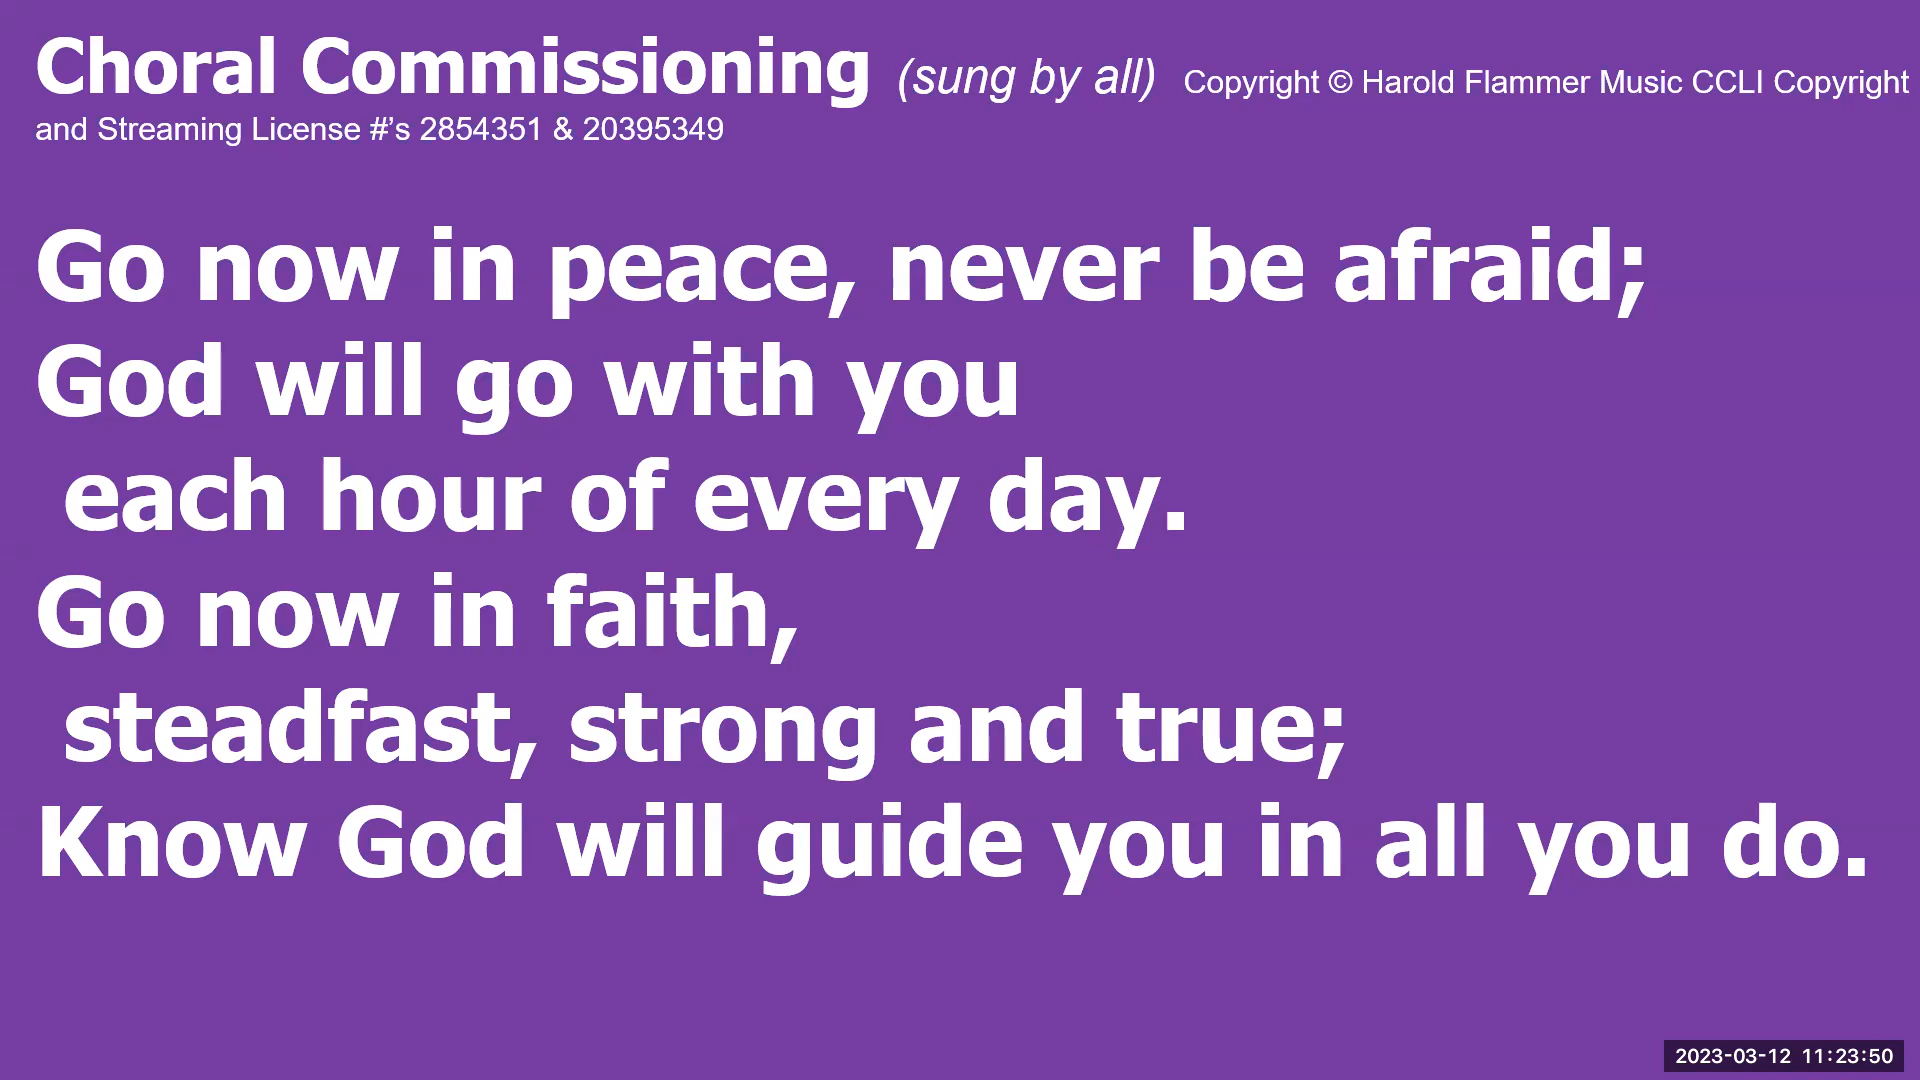 Choral Commissioning (sung by all) Copyright © Harold Flammer Music CCLI Copyright
and Streaming License #’s 2854351 & 20395349
Go now in peace, never be afraid;
God will go with you
each hour of every day.
Go now in faith,
steadfast, strong and true;
Know God will guide you in all you do.
2023-03-12 11:23:50